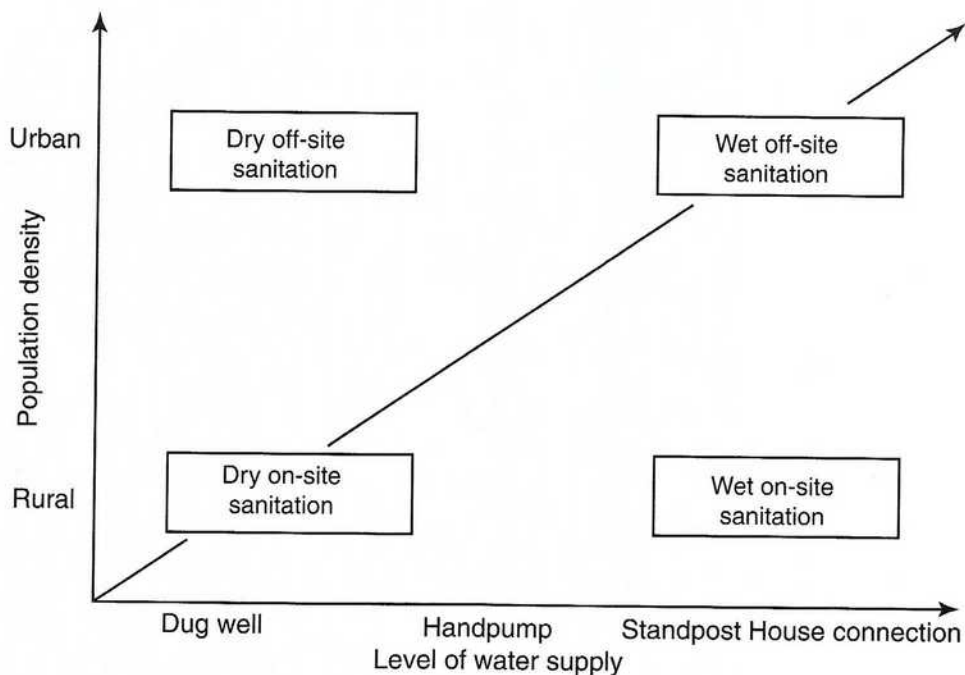 Urban
Dry off-site
sanitation
Wet off-site
sanitation
Population density
Rural
Dry on-site
sanitation
Wet on-site
sanitation
Dug well
Handpump
Standpost House connection
Level of water supply